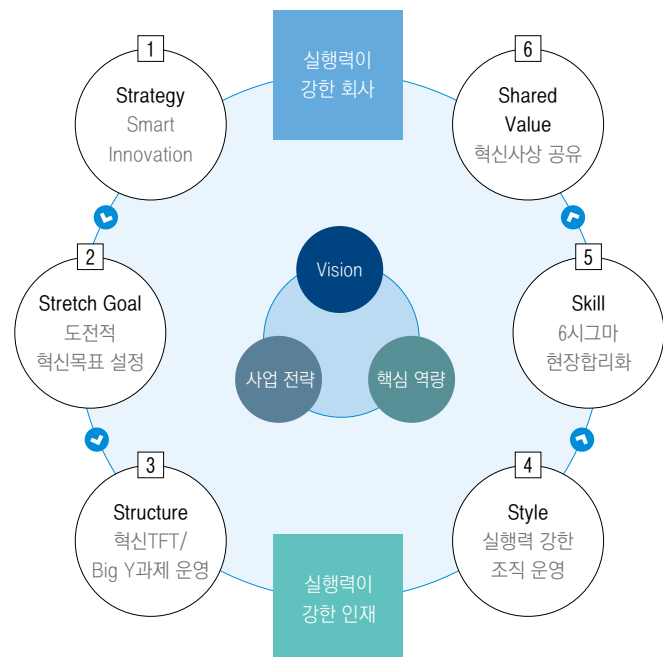 실행력이
강한 회사
1
Strategy
Smart
Innovation
2
Stretch Goal
도전적
혁신목표 설정
3
Structure
혁신TFT/
Big Y과제 운영
4
Style
실행력 강한
조직 운영
5
Skill
6시그마
현장합리화
6
Shared
Value
혁신사상 공유
Vision
사업 전략
핵심 역량
실행력이
강한 인재